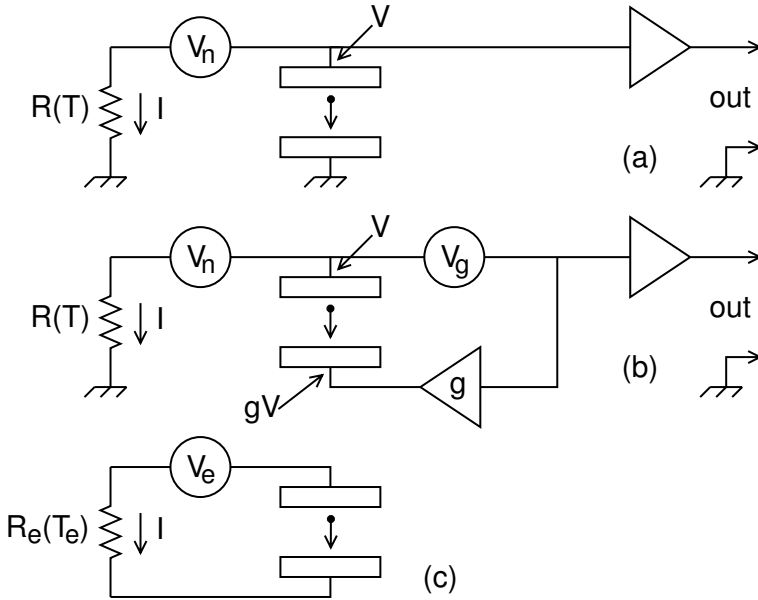 V
Vn
R(T)
I
out
(a)
V
Vn
Vg
R(T)
I
out
g
gV
(b)
Ve
Re(Te)
I
(c)